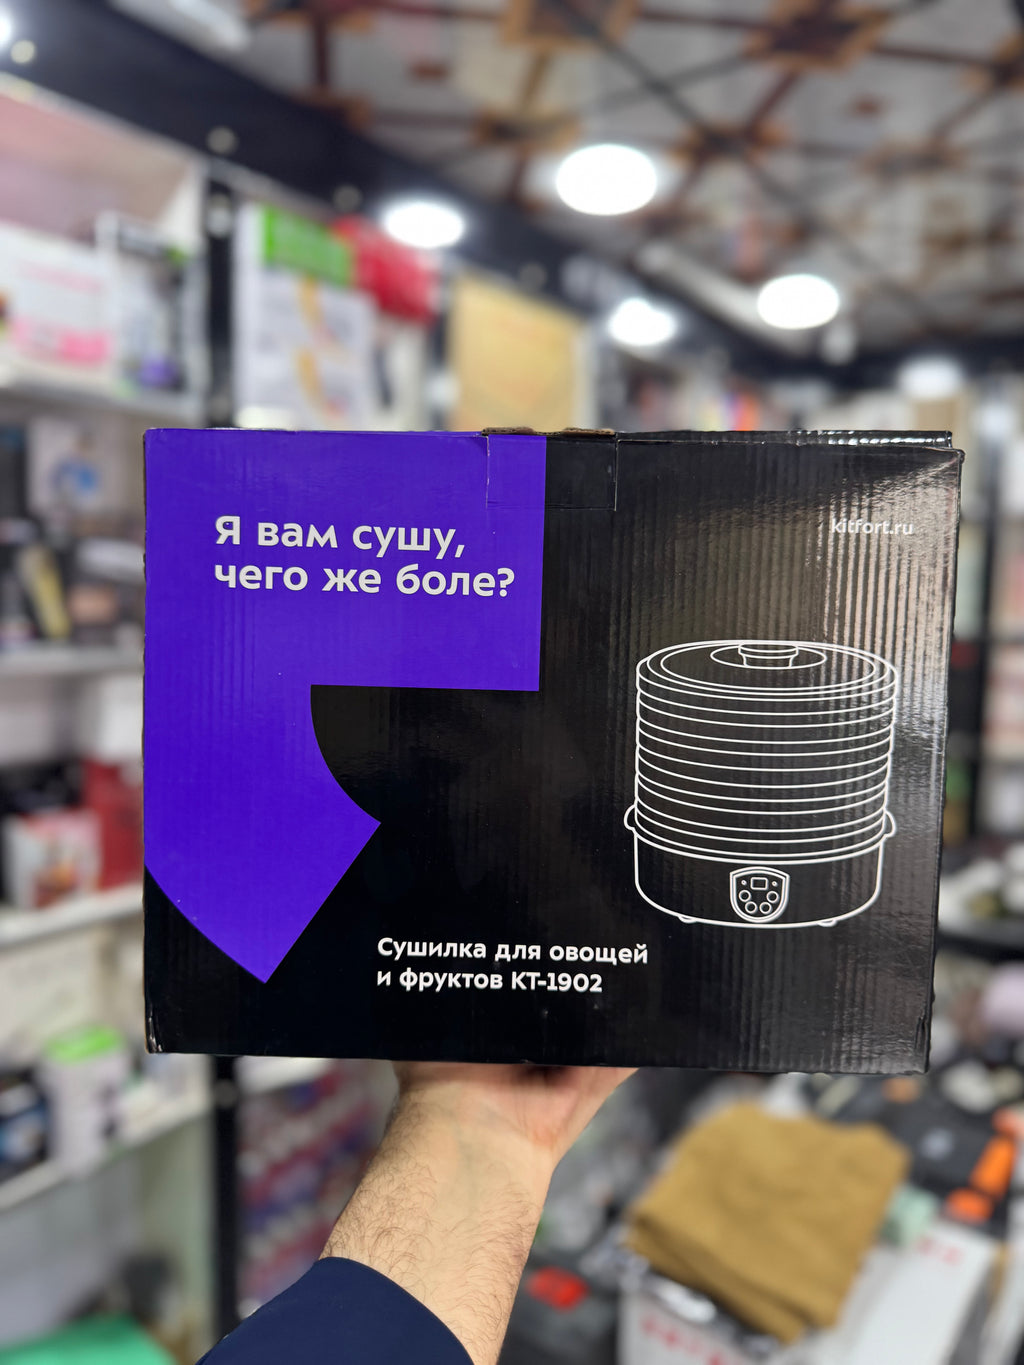 Я вам сушу,
чего же боле?
kitfort.ru
Сушилка для овощей
и фруктов КТ-1902